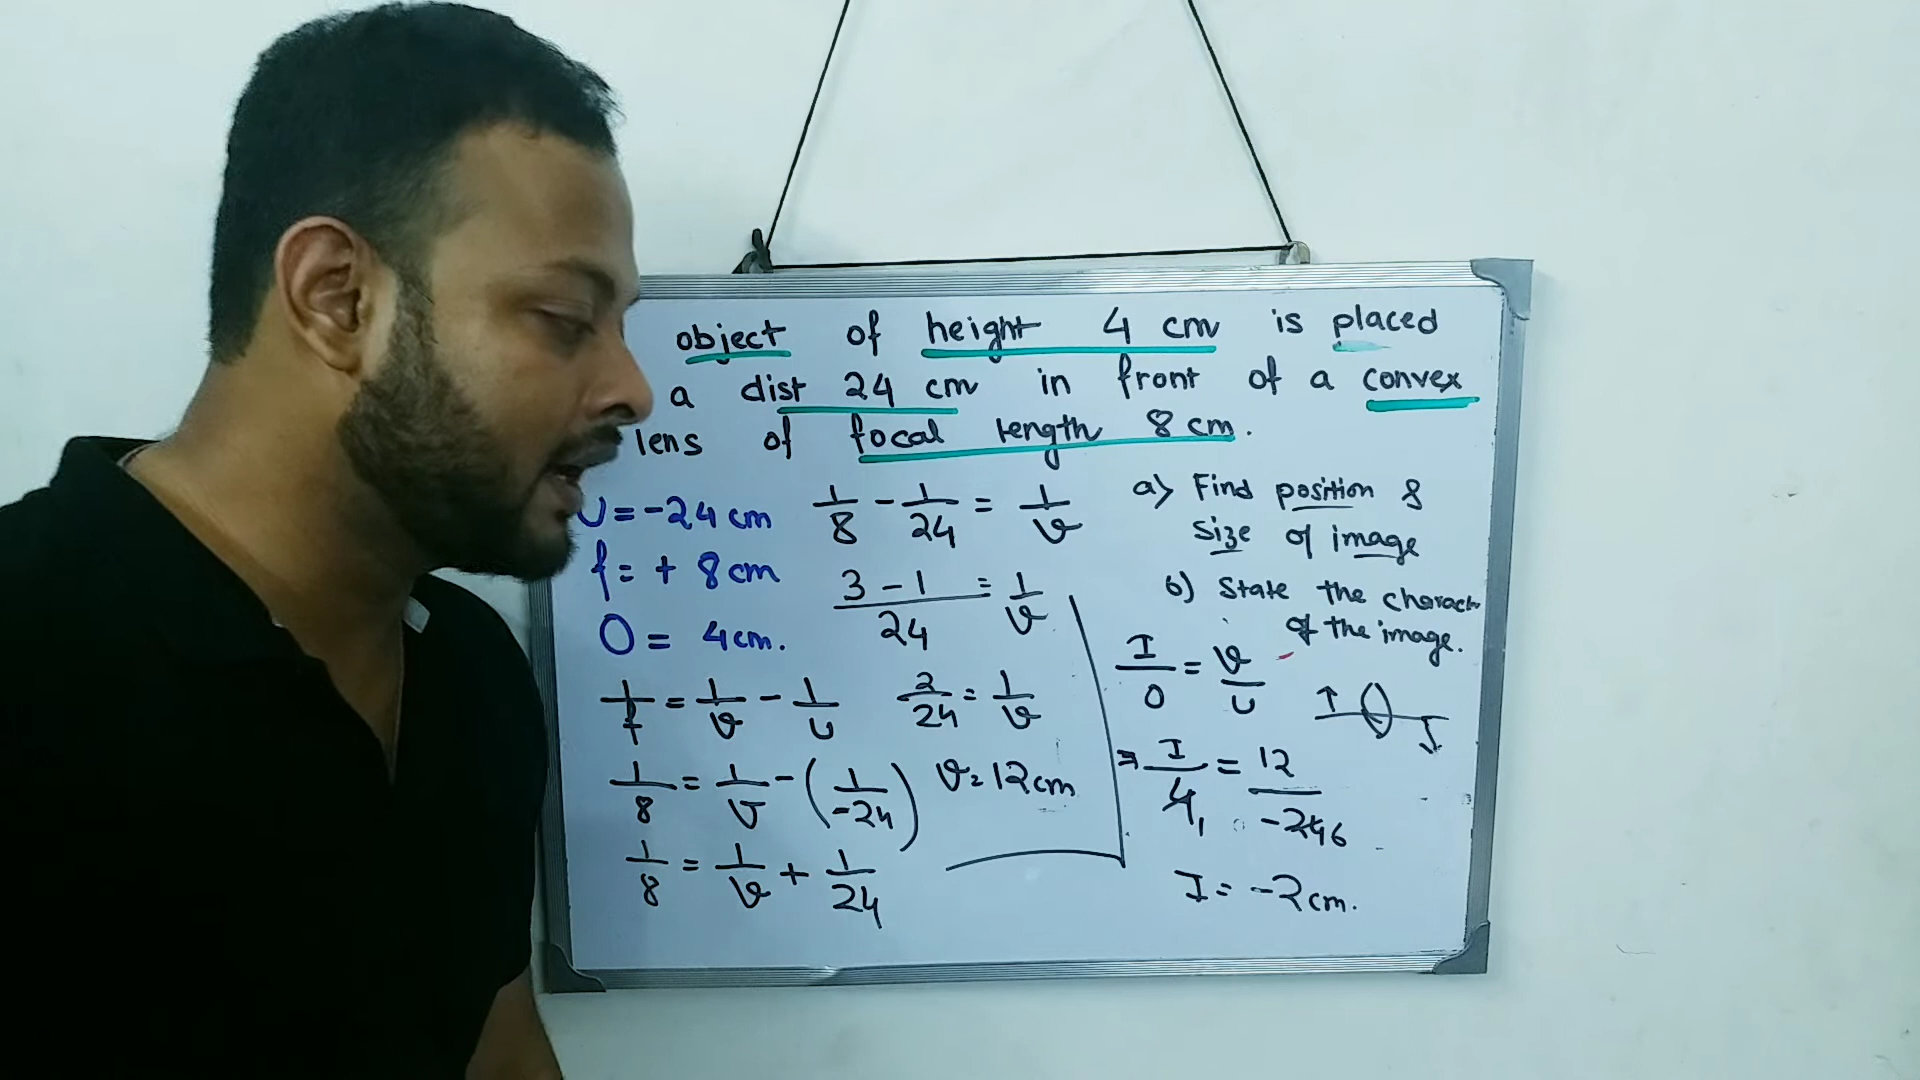 object of height 4 cm is placed
a dist 24 cm in front of a convex
lens of focal length 8 cm.
U = -24 cm
f = + 8 cm
O = 4 cm.
1/f = 1/v - 1/u
1/8 = 1/v - (1/-24)
1/8 = 1/v + 1/24
1/8 - 1/24 = 1/v
3 - 1/24 = 1/v
2/24 = 1/v
v = 12 cm
a) Find position &
size of image
b) State the charact
of the image.
I/O = v/u
⇒ I/4 1 = 12/-24 6
I = -2 cm.